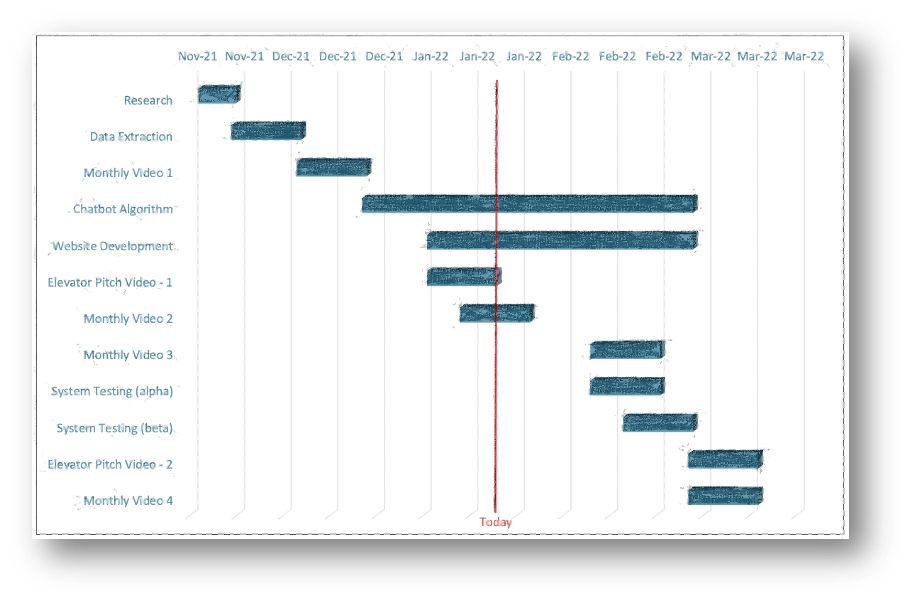 Nov-21 Nov-21 Dec-21 Dec-21 Dec-21 Jan-22 Jan-22 Jan-22 Feb-22 Feb-22 Feb-22 Mar-22 Mar-22 Mar-22
Research
Data Extraction
Monthly Video 1
Chatbot Algorithm
Website Development
Elevator Pitch Video - 1
Monthly Video 2
Monthly Video 3
System Testing (alpha)
System Testing (beta)
Elevator Pitch Video - 2
Monthly Video 4
Today